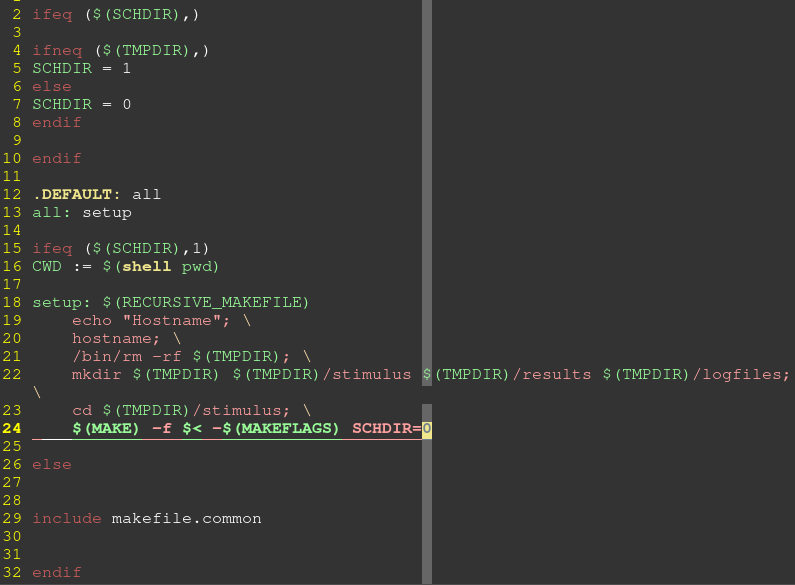 2 ifeq ($(SCHDIR),)
3
4 ifneq ($(TMPDIR),)
5 SCHDIR = 1
6 else
7 SCHDIR = 0
8 endif
9
10 endif
11
12 .DEFAULT: all
13 all: setup
14
15 ifeq ($(SCHDIR),1)
16 CWD := $(shell pwd)
17
18 setup: $(RECURSIVE_MAKEFILE)
19     echo "Hostname"; \
20     hostname; \
21     /bin/rm -rf $(TMPDIR); \
22     mkdir $(TMPDIR) $(TMPDIR)/stimulus $(TMPDIR)/results $(TMPDIR)/logfiles;
\
23     cd $(TMPDIR)/stimulus; \
24     $(MAKE) -f $< -$(MAKEFLAGS) SCHDIR=0
25
26 else
27
28
29 include makefile.common
30
31
32 endif